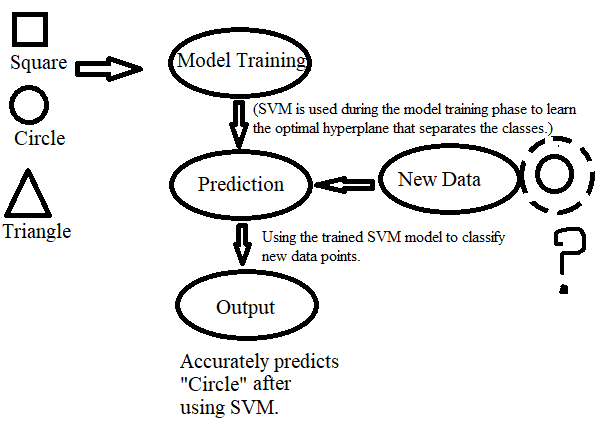 Square
Circle
Triangle
Model Training
(SVM is used during the model training phase to learn
the optimal hyperplane that separates the classes.)
Prediction
New Data
?
Using the trained SVM model to classify
new data points.
Output
Accurately predicts
"Circle" after
using SVM.